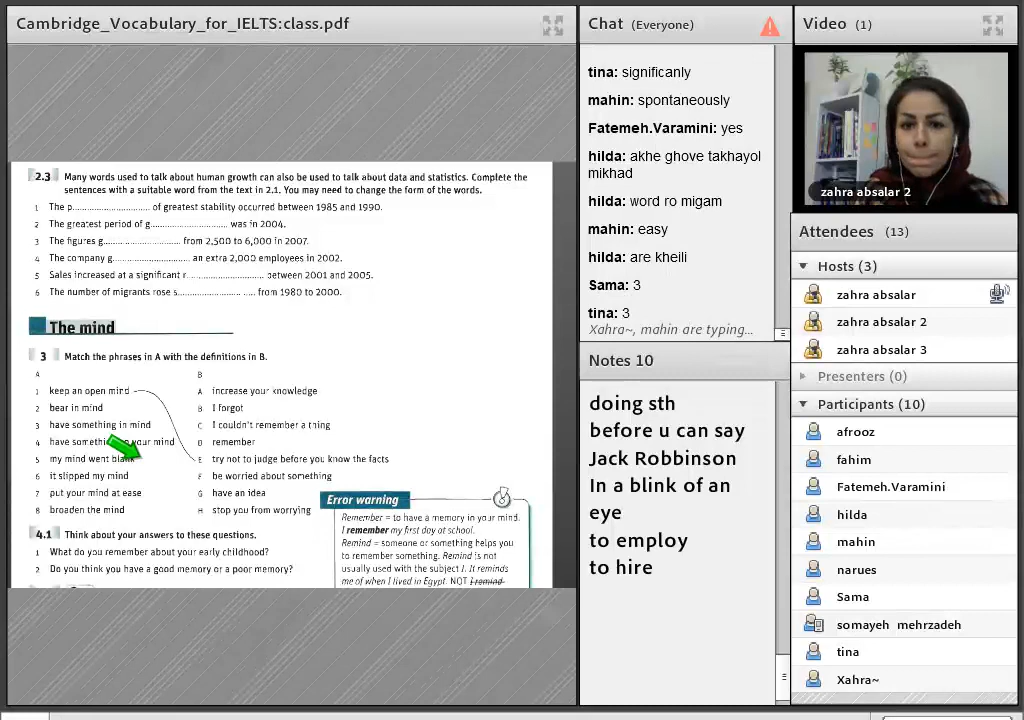 Cambridge_Vocabulary_for_IELTS:class.pdf
2.3 Many words used to talk about human growth can also be used to talk about data and statistics. Complete the
sentences with a suitable word from the text in 2.1. You may need to change the form of the words.
1 The p............................ of greatest stability occurred between 1985 and 1990.
2 The greatest period of g............................ was in 2004.
3 The figures g............................ from 2,500 to 6,000 in 2007.
4 The company g............................ an extra 2,000 employees in 2002.
5 Sales increased at a significant r............................ between 2001 and 2005.
6 The number of migrants rose s............................ from 1980 to 2000.
The mind
3 Match the phrases in A with the definitions in B.
A B
1 keep an open mind A increase your knowledge
2 bear in mind B I forgot
3 have something in mind C I couldn't remember a thing
4 have something on your mind D remember
5 my mind went blank E try not to judge before you know the facts
6 it slipped my mind F be worried about something
7 put your mind at ease G have an idea
8 broaden the mind H stop you from worrying
Error warning
Remember = to have a memory in your mind.
I remember my first day at school.
Remind = someone or something helps you
to remember something. Remind is not
usually used with the subject I. It reminds
me of when I lived in Egypt. NOT I remind
4.1 Think about your answers to these questions.
1 What do you remember about your early childhood?
2 Do you think you have a good memory or a poor memory?
Chat (Everyone)
tina: significanly
mahin: spontaneously
Fatemeh.Varamini: yes
hilda: akhe ghove takhayol
mikhad
hilda: word ro migam
mahin: easy
hilda: are kheili
Sama: 3
tina: 3
Xahra~, mahin are typing...
Notes 10
doing sth
before u can say
Jack Robbinson
In a blink of an
eye
to employ
to hire
Video (1)
zahra absalar 2
Attendees (13)
Hosts (3)
zahra absalar
zahra absalar 2
zahra absalar 3
Presenters (0)
Participants (10)
afrooz
fahim
Fatemeh.Varamini
hilda
mahin
narues
Sama
somayeh mehrzadeh
tina
Xahra~